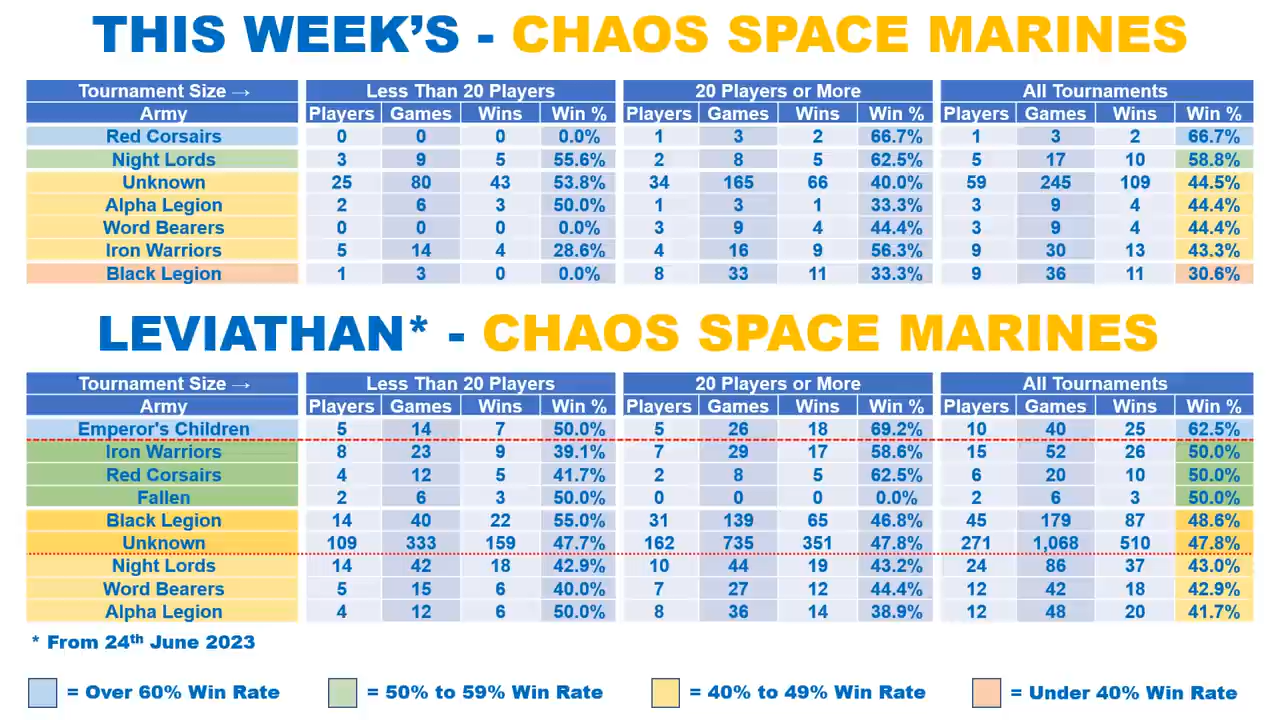 THIS WEEK'S - CHAOS SPACE MARINES
Tournament Size → Less Than 20 Players 20 Players or More All Tournaments
Army Players Games Wins Win % Players Games Wins Win % Players Games Wins Win %
Red Corsairs 0 0 0 0.0% 1 3 2 66.7% 1 3 2 66.7%
Night Lords 3 9 5 55.6% 2 8 5 62.5% 5 17 10 58.8%
Unknown 25 80 43 53.8% 34 165 66 40.0% 59 245 109 44.5%
Alpha Legion 2 6 3 50.0% 1 3 1 33.3% 3 9 4 44.4%
Word Bearers 0 0 0 0.0% 3 9 4 44.4% 3 9 4 44.4%
Iron Warriors 5 14 4 28.6% 4 16 9 56.3% 9 30 13 43.3%
Black Legion 1 3 0 0.0% 8 33 11 33.3% 9 36 11 30.6%
LEVIATHAN* - CHAOS SPACE MARINES
Tournament Size → Less Than 20 Players 20 Players or More All Tournaments
Army Players Games Wins Win % Players Games Wins Win % Players Games Wins Win %
Emperor's Children 5 14 7 50.0% 5 26 18 69.2% 10 40 25 62.5%
Iron Warriors 8 23 9 39.1% 7 29 17 58.6% 15 52 26 50.0%
Red Corsairs 4 12 5 41.7% 2 8 5 62.5% 6 20 10 50.0%
Fallen 2 6 3 50.0% 0 0 0 0.0% 2 6 3 50.0%
Black Legion 14 40 22 55.0% 31 139 65 46.8% 45 179 87 48.6%
Unknown 109 333 159 47.7% 162 735 351 47.8% 271 1,068 510 47.8%
Night Lords 14 42 18 42.9% 10 44 19 43.2% 24 86 37 43.0%
Word Bearers 5 15 6 40.0% 7 27 12 44.4% 12 42 18 42.9%
Alpha Legion 4 12 6 50.0% 8 36 14 38.9% 12 48 20 41.7%
* From 24th June 2023
= Over 60% Win Rate = 50% to 59% Win Rate = 40% to 49% Win Rate = Under 40% Win Rate